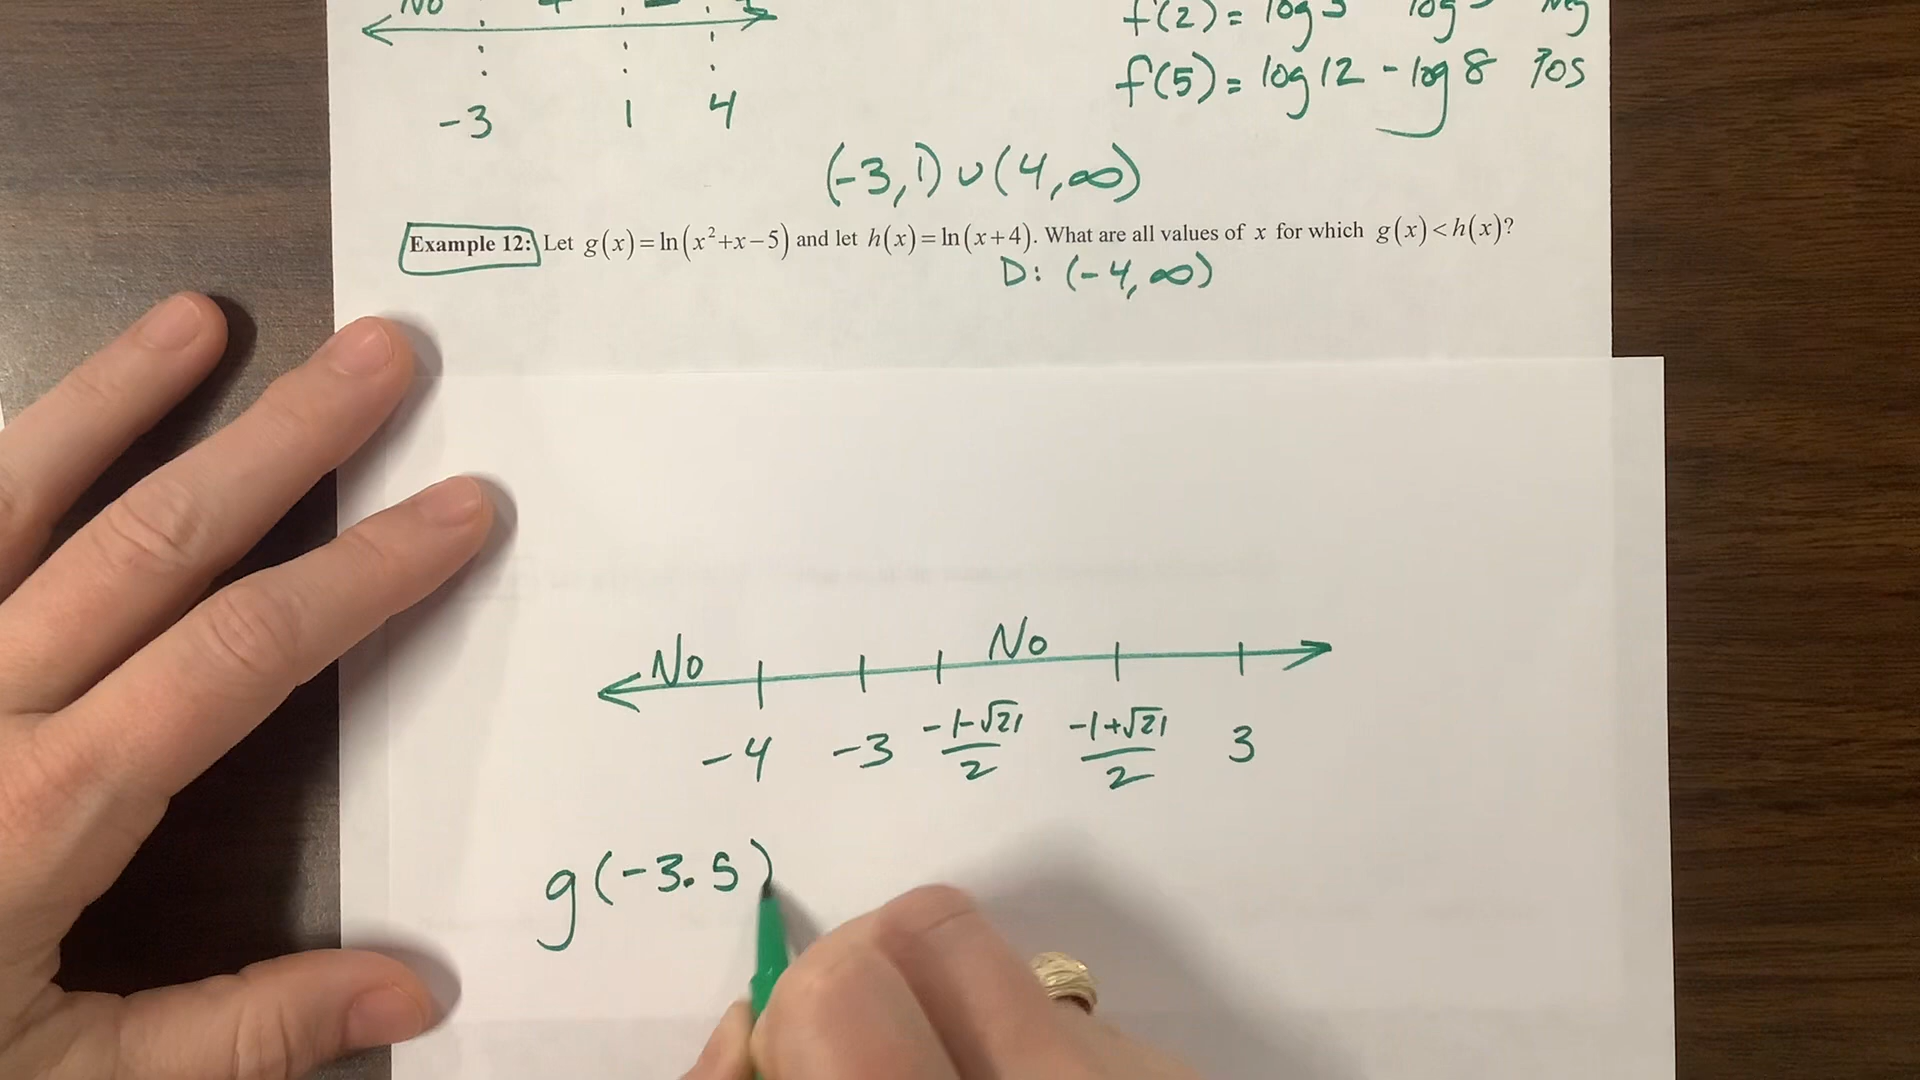 No
f(2) = log 5 log
f(5) = log 12 - log 8 Pos
-3 1 4
(-3,1) ∪ (4,∞)
Example 12: Let g(x)=ln(x²+x−5) and let h(x)=ln(x+4). What are all values of x for which g(x)<h(x)?
D: (-4,∞)
No No
-4 -3 (-1-√21)/2 (-1+√21)/2 3
g(-3.5)